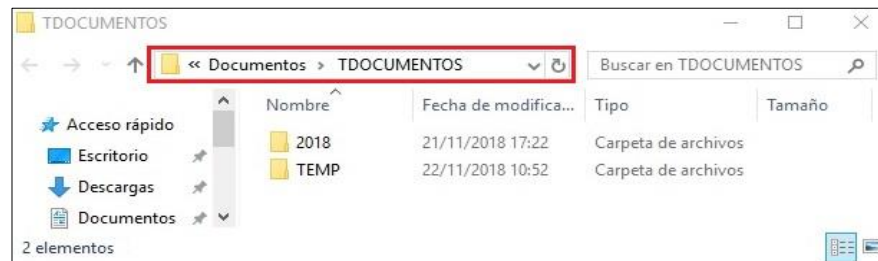 TDOCUMENTOS
« Documentos > TDOCUMENTOS Buscar en TDOCUMENTOS
Nombre Fecha de modifica... Tipo Tamaño
Acceso rápido
2018 21/11/2018 17:22 Carpeta de archivos
Escritorio
TEMP 22/11/2018 10:52 Carpeta de archivos
Descargas
Documentos
2 elementos